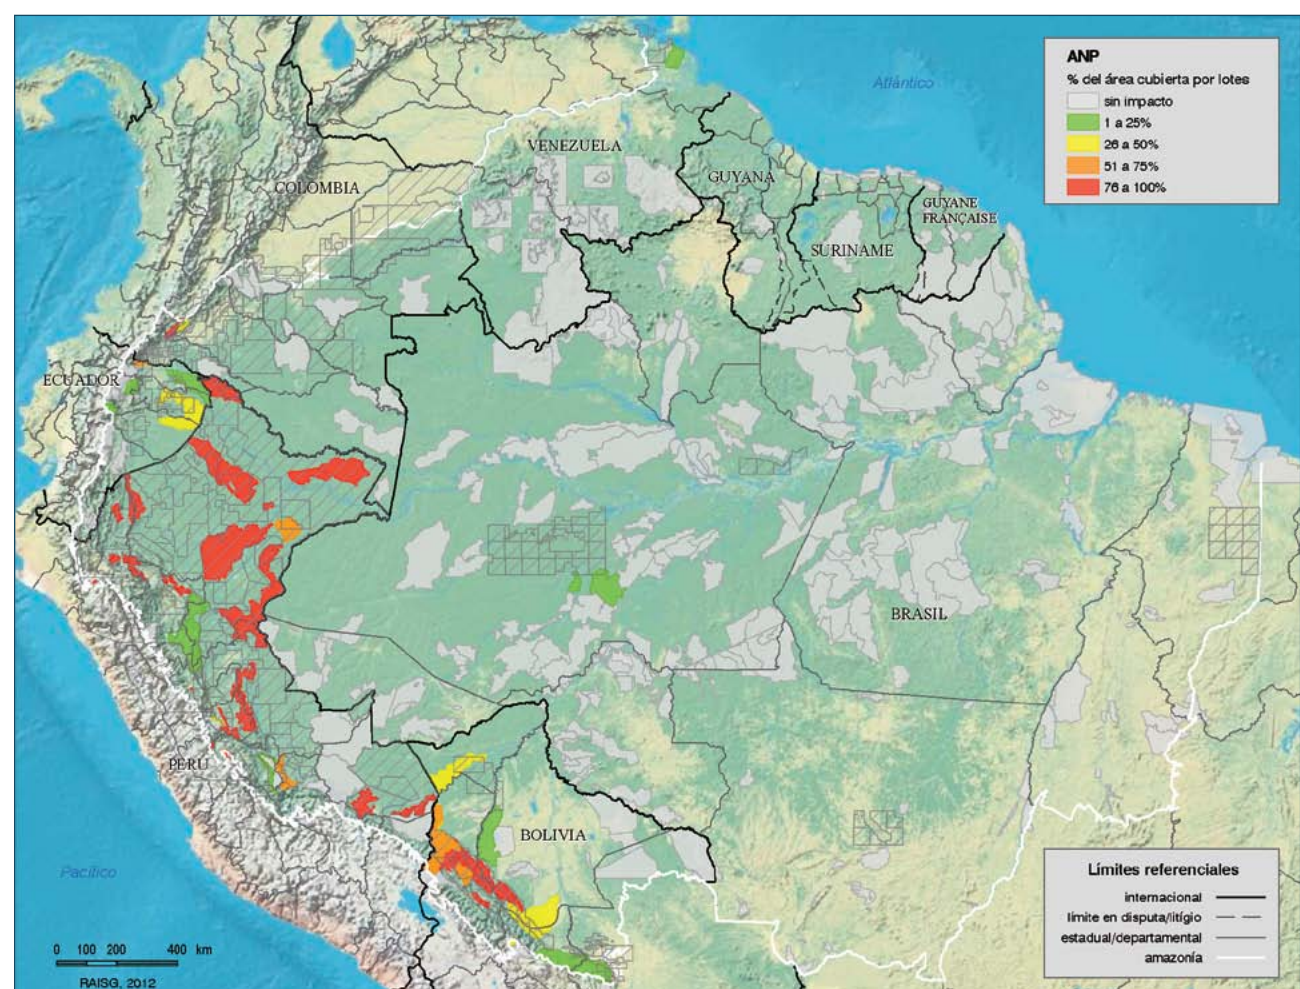 ANP
% del área cubierta por lotes
sin impacto
1 a 25%
26 a 50%
51 a 75%
76 a 100%
Atlántico
VENEZUELA
GUYANA
COLOMBIA
GUYANE
FRANÇAISE
SURINAME
ECUADOR
BRASIL
PERÚ
BOLIVIA
Pacífico
Límites referenciales
internacional
límite en disputa/litígio
estadual/departamental
amazonía
0 100 200 400 km
RAISG, 2012